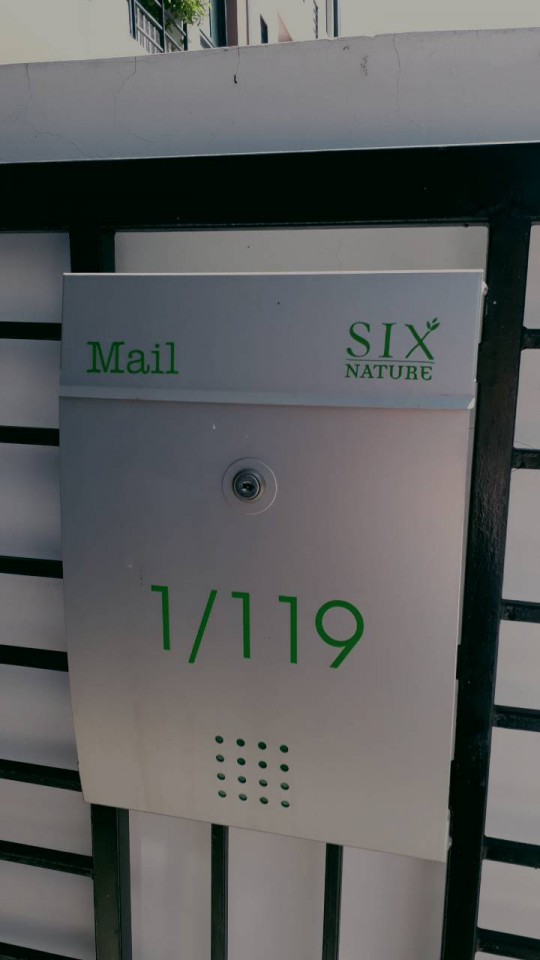 Mail
SIX
NATURE
1/119